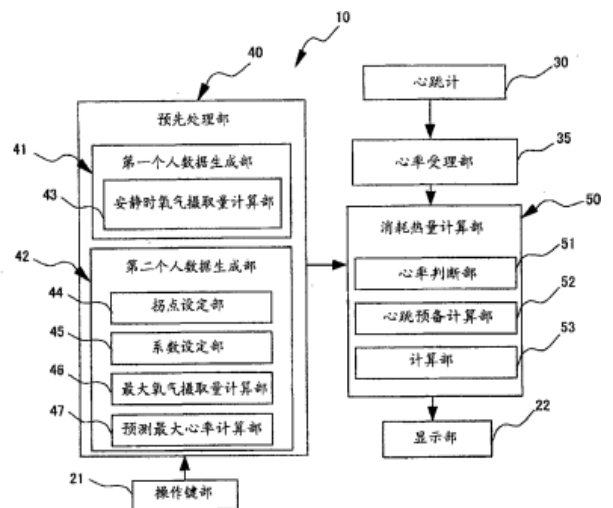 10
40
预先处理部
41
第一个人数据生成部
43
安静时氧气摄取量计算部
42
第二个人数据生成部
44
拐点设定部
45
系数设定部
46
最大氧气摄取量计算部
47
预测最大心率计算部
21
操作键部
30
心跳计
35
心率受理部
50
消耗热量计算部
51
心率判断部
52
心跳预备计算部
53
计算部
22
显示部